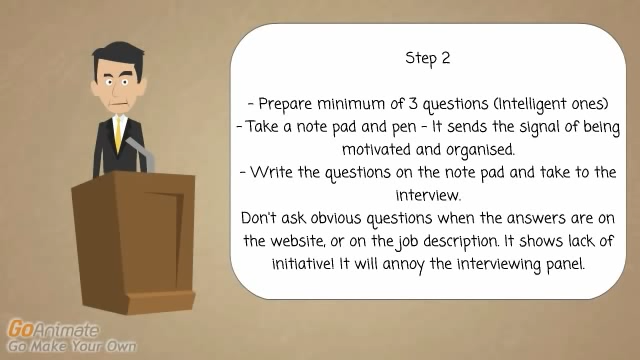 Step 2
- Prepare minimum of 3 questions (Intelligent ones)
- Take a note pad and pen - It sends the signal of being
motivated and organised.
- Write the questions on the note pad and take to the
interview.
Don't ask obvious questions when the answers are on
the website, or on the job description. It shows lack of
initiative! It will annoy the interviewing panel.
GoAnimate
Go Make Your Own